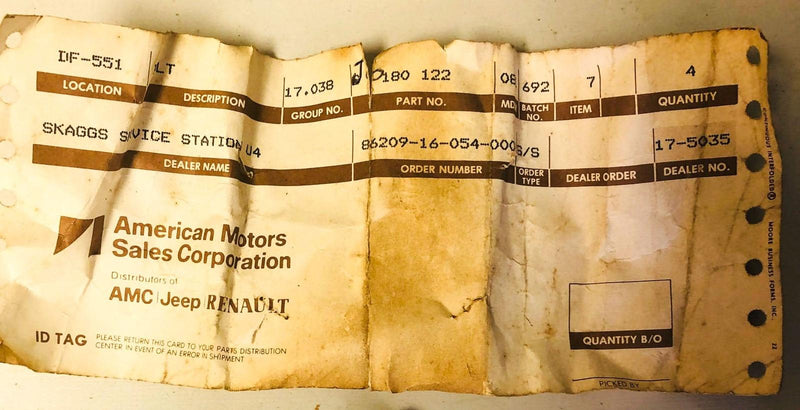 DF-551 LT 17.038 J0 180 122 08 692 7 4
LOCATION DESCRIPTION GROUP NO. PART NO. MDL BATCH NO. ITEM QUANTITY
SKAGGS S VICE STATION U4 86209-16-054-000 S/S 17-5035
DEALER NAME ORDER NUMBER ORDER TYPE DEALER ORDER DEALER NO.
American Motors
Sales Corporation
Distributors of
AMC Jeep RENAULT
ID TAG PLEASE RETURN THIS CARD TO YOUR PARTS DISTRIBUTION
CENTER IN EVENT OF AN ERROR IN SHIPMENT
QUANTITY B/O
PICKED BY
MOORE BUSINESS FORMS, INC. 22